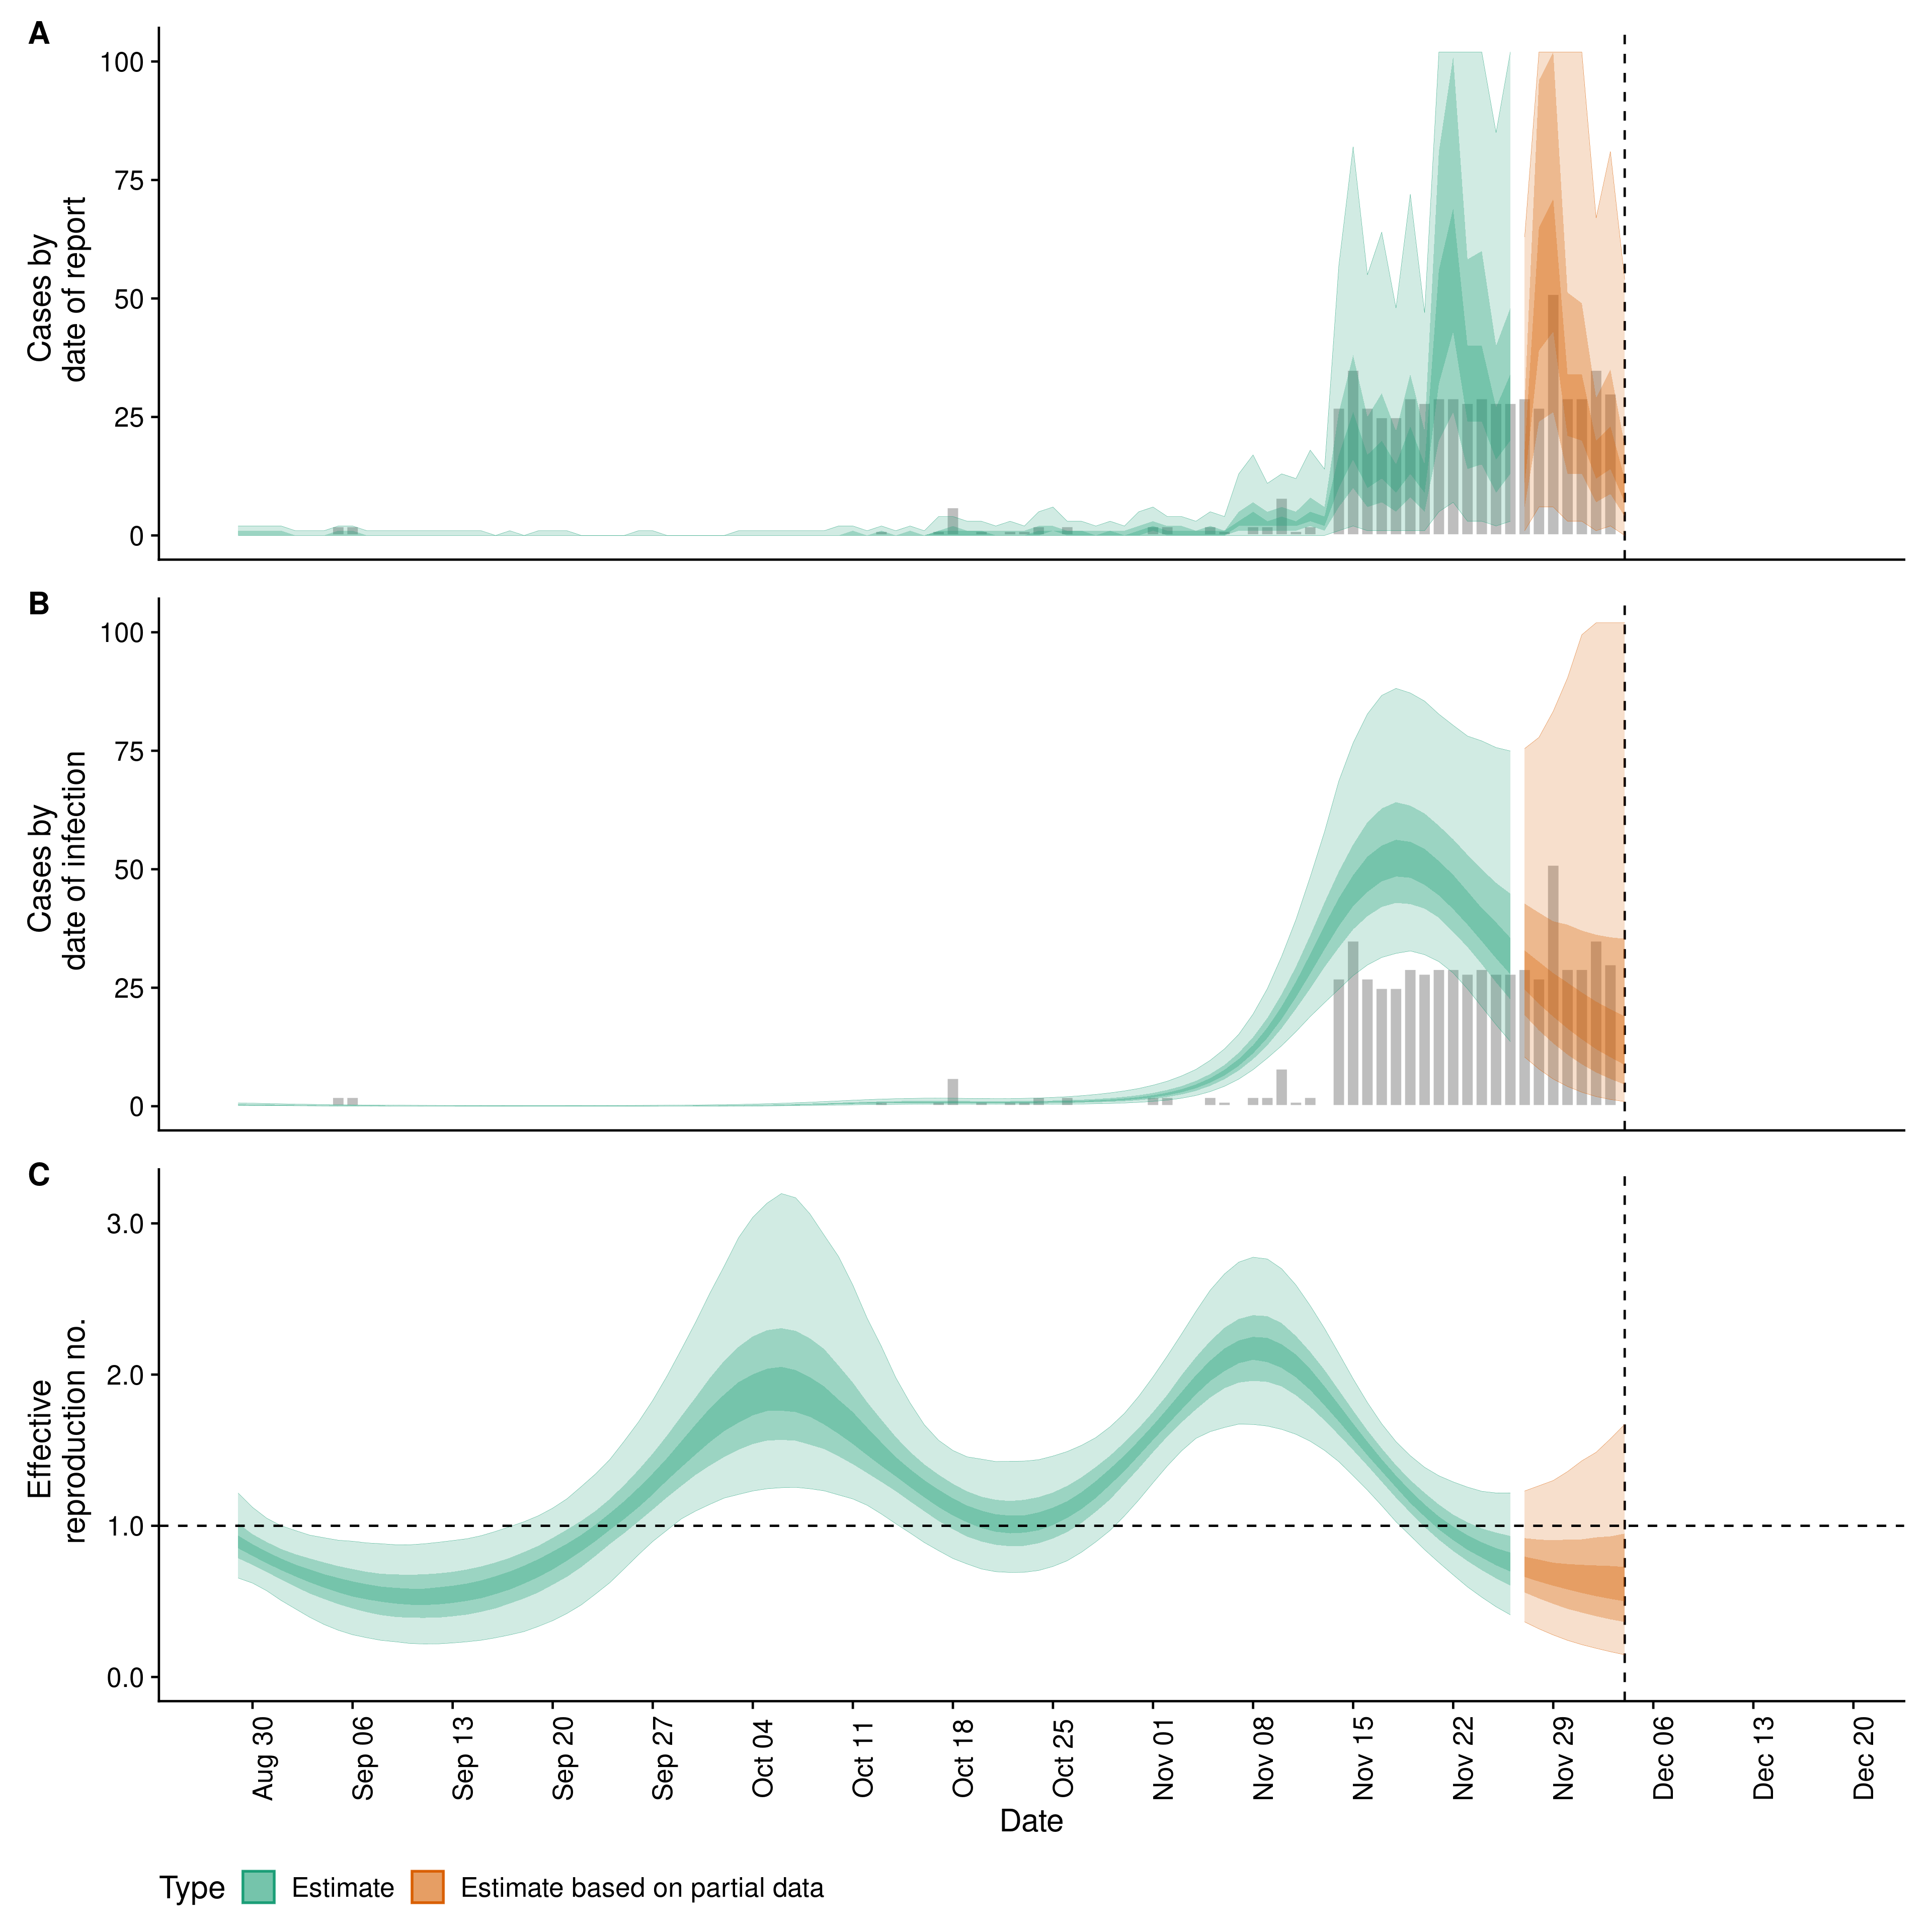 A
100
75
50
25
0
Cases by
date of report
B
100
75
50
25
0
Cases by
date of infection
C
3.0
2.0
1.0
0.0
Effective
reproduction no.
Aug 30
Sep 06
Sep 13
Sep 20
Sep 27
Oct 04
Oct 11
Oct 18
Oct 25
Nov 01
Nov 08
Nov 15
Nov 22
Nov 29
Dec 06
Dec 13
Dec 20
Date
Type Estimate Estimate based on partial data